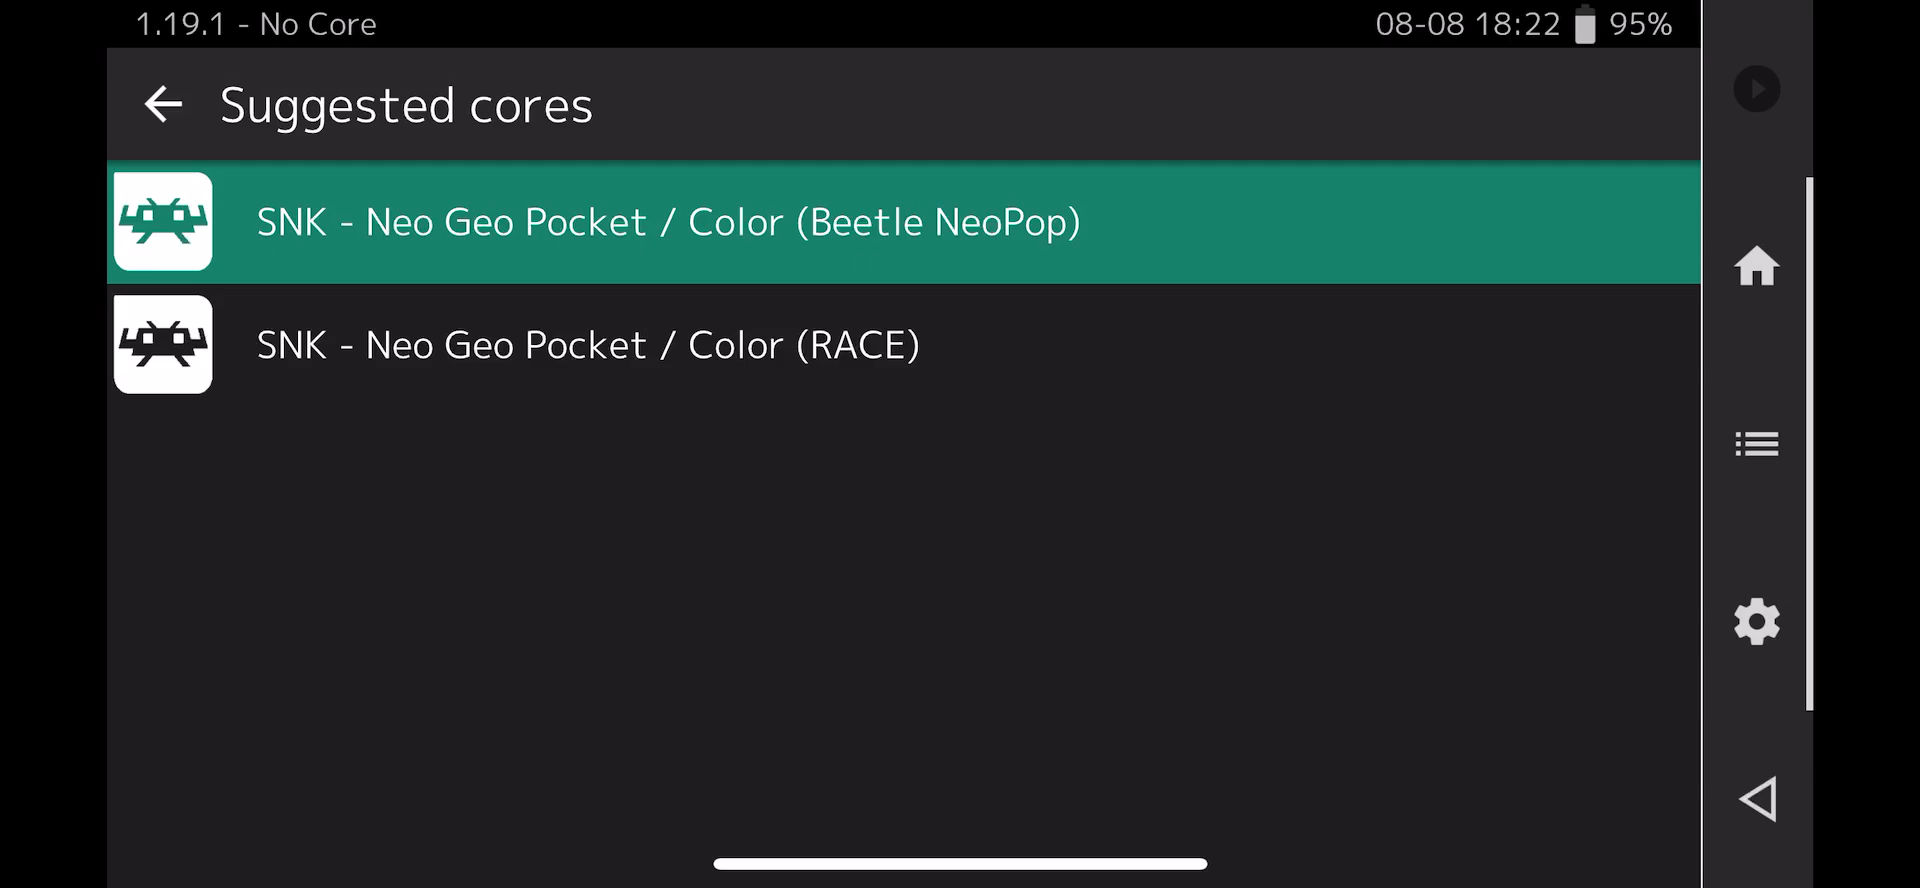 1.19.1 - No Core
08-08 18:22 95%
Suggested cores
SNK - Neo Geo Pocket / Color (Beetle NeoPop)
SNK - Neo Geo Pocket / Color (RACE)